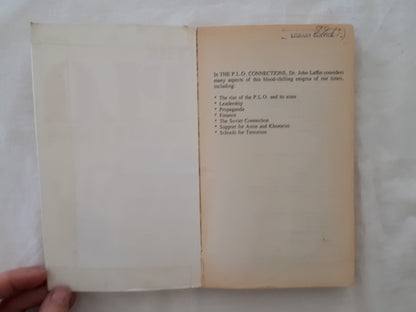 In THE P.L.O. CONNECTIONS, Dr. John Laffin considers
many aspects of this blood-chilling enigma of our times,
including:
* The rise of the P.L.O. and its aims
* Leadership
* Propaganda
* Finance
* The Soviet Connection
* Support for Amin and Khomeini
* Schools for Terrorism